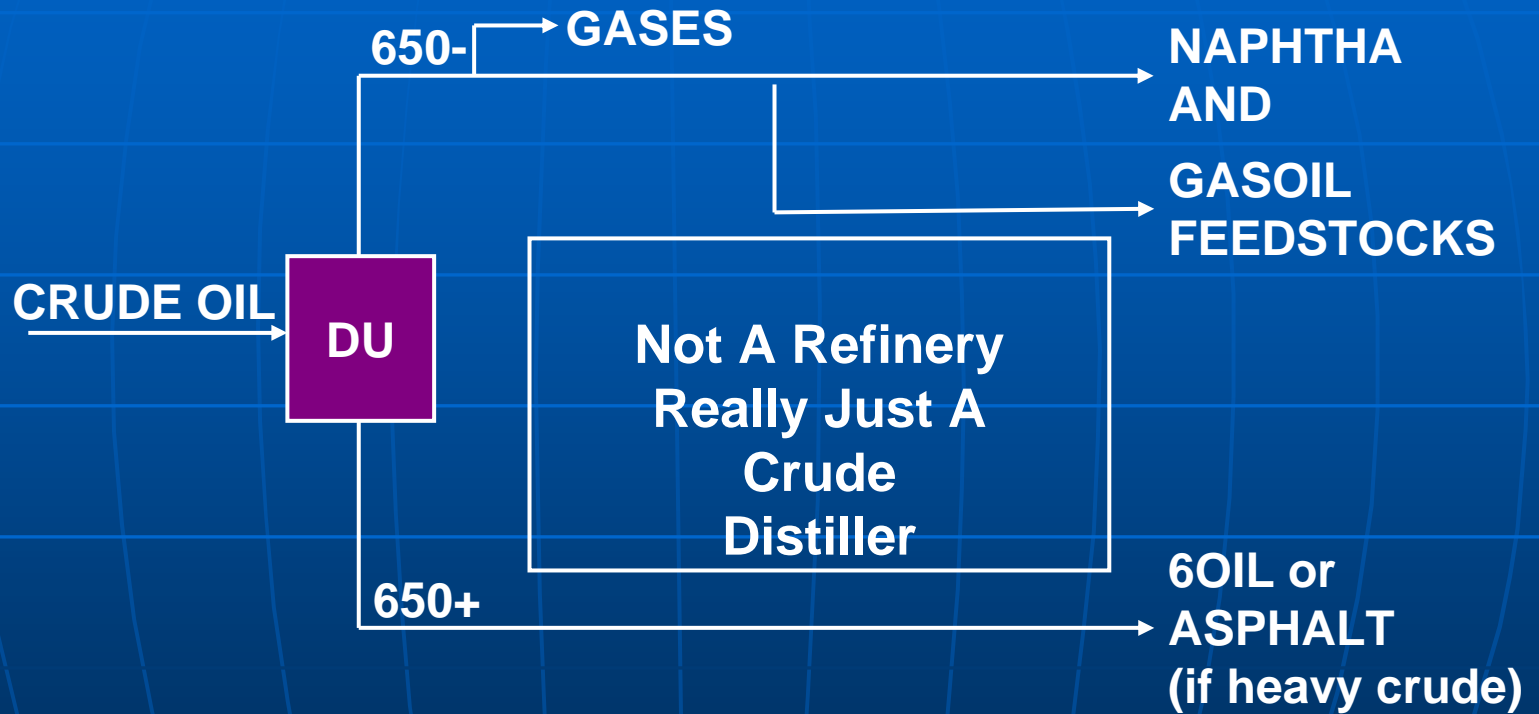 650-
GASES
NAPHTHA
AND
GASOIL
FEEDSTOCKS
CRUDE OIL
DU
Not A Refinery
Really Just A
Crude
Distiller
650+
6OIL or
ASPHALT
(if heavy crude)